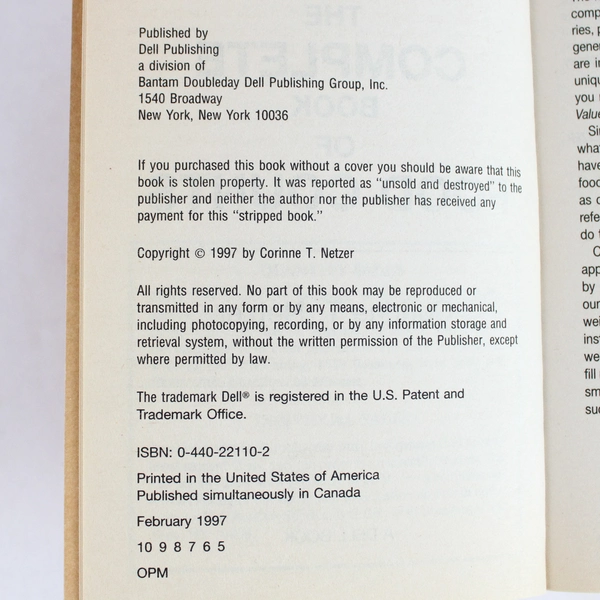 Published by
Dell Publishing
a division of
Bantam Doubleday Dell Publishing Group, Inc.
1540 Broadway
New York, New York 10036
If you purchased this book without a cover you should be aware that this
book is stolen property. It was reported as "unsold and destroyed" to the
publisher and neither the author nor the publisher has received any
payment for this "stripped book."
Copyright © 1997 by Corinne T. Netzer
All rights reserved. No part of this book may be reproduced or
transmitted in any form or by any means, electronic or mechanical,
including photocopying, recording, or by any information storage and
retrieval system, without the written permission of the Publisher, except
where permitted by law.
The trademark Dell® is registered in the U.S. Patent and
Trademark Office.
ISBN: 0-440-22110-2
Printed in the United States of America
Published simultaneously in Canada
February 1997
10 9 8 7 6 5
OPM